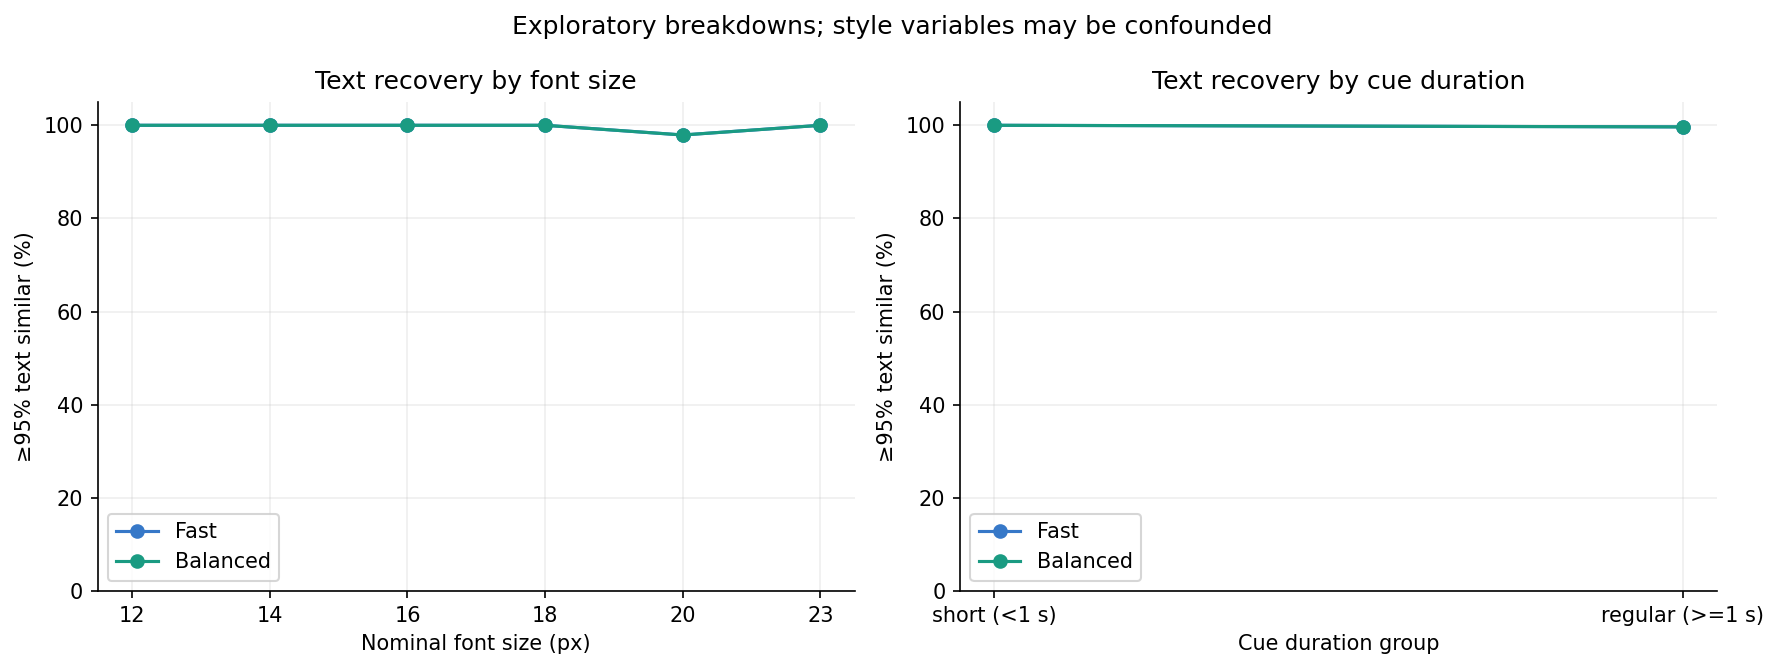 Exploratory breakdowns; style variables may be confounded
Text recovery by font size
≥95% text similar (%)
100
80
60
40
20
0
Fast
Balanced
12 14 16 18 20 23
Nominal font size (px)
Text recovery by cue duration
≥95% text similar (%)
100
80
60
40
20
0
Fast
Balanced
short (<1 s) regular (>=1 s)
Cue duration group